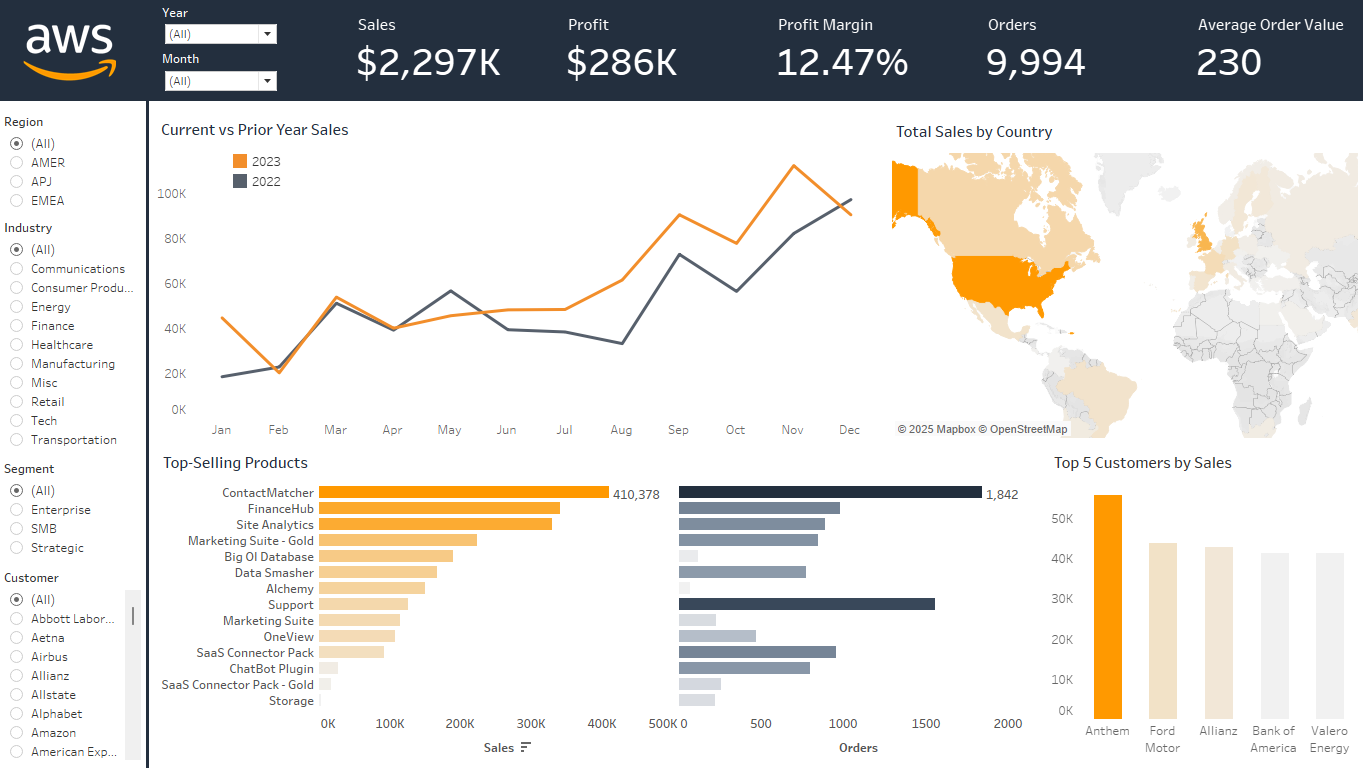 aws
Year
(All)
Month
(All)
Sales
$2,297K
Profit
$286K
Profit Margin
12.47%
Orders
9,994
Average Order Value
230
Region
(All)
AMER
APJ
EMEA
Industry
(All)
Communications
Consumer Produ...
Energy
Finance
Healthcare
Manufacturing
Misc
Retail
Tech
Transportation
Segment
(All)
Enterprise
SMB
Strategic
Customer
(All)
Abbott Labor...
Aetna
Airbus
Allianz
Allstate
Alphabet
Amazon
American Exp...
Current vs Prior Year Sales
2023
2022
100K
80K
60K
40K
20K
0K
Jan Feb Mar Apr May Jun Jul Aug Sep Oct Nov Dec
Total Sales by Country
© 2025 Mapbox © OpenStreetMap
Top-Selling Products
ContactMatcher 410,378 1,842
FinanceHub
Site Analytics
Marketing Suite - Gold
Big Ol Database
Data Smasher
Alchemy
Support
Marketing Suite
OneView
SaaS Connector Pack
ChatBot Plugin
SaaS Connector Pack - Gold
Storage
0K 100K 200K 300K 400K 500K 0 500 1000 1500 2000
Sales Orders
Top 5 Customers by Sales
50K
40K
30K
20K
10K
0K
Anthem Ford Motor Allianz Bank of America Valero Energy